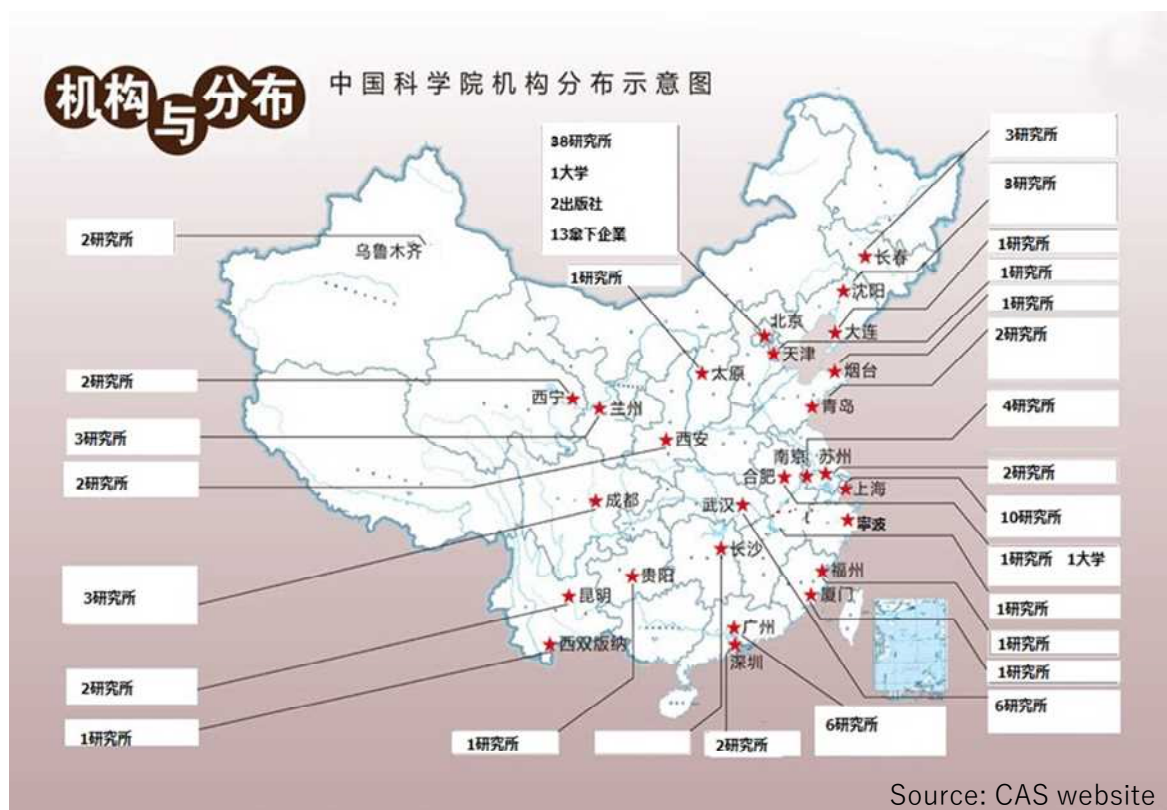 机构与分布
中国科学院机构分布示意图
38研究所
1大学
2出版社
13傘下企業
3研究所
3研究所
2研究所
乌鲁木齐
1研究所
1研究所
1研究所
1研究所
2研究所
长春
沈阳
北京
大连
天津
太原
烟台
2研究所
西宁
兰州
青岛
4研究所
3研究所
西安
南京
苏州
2研究所
2研究所
合肥
上海
成都
武汉
10研究所
寧波
长沙
1研究所 1大学
3研究所
贵阳
福州
昆明
厦门
1研究所
广州
1研究所
西双版纳
深圳
1研究所
2研究所
6研究所
1研究所
1研究所
2研究所
6研究所
Source: CAS website